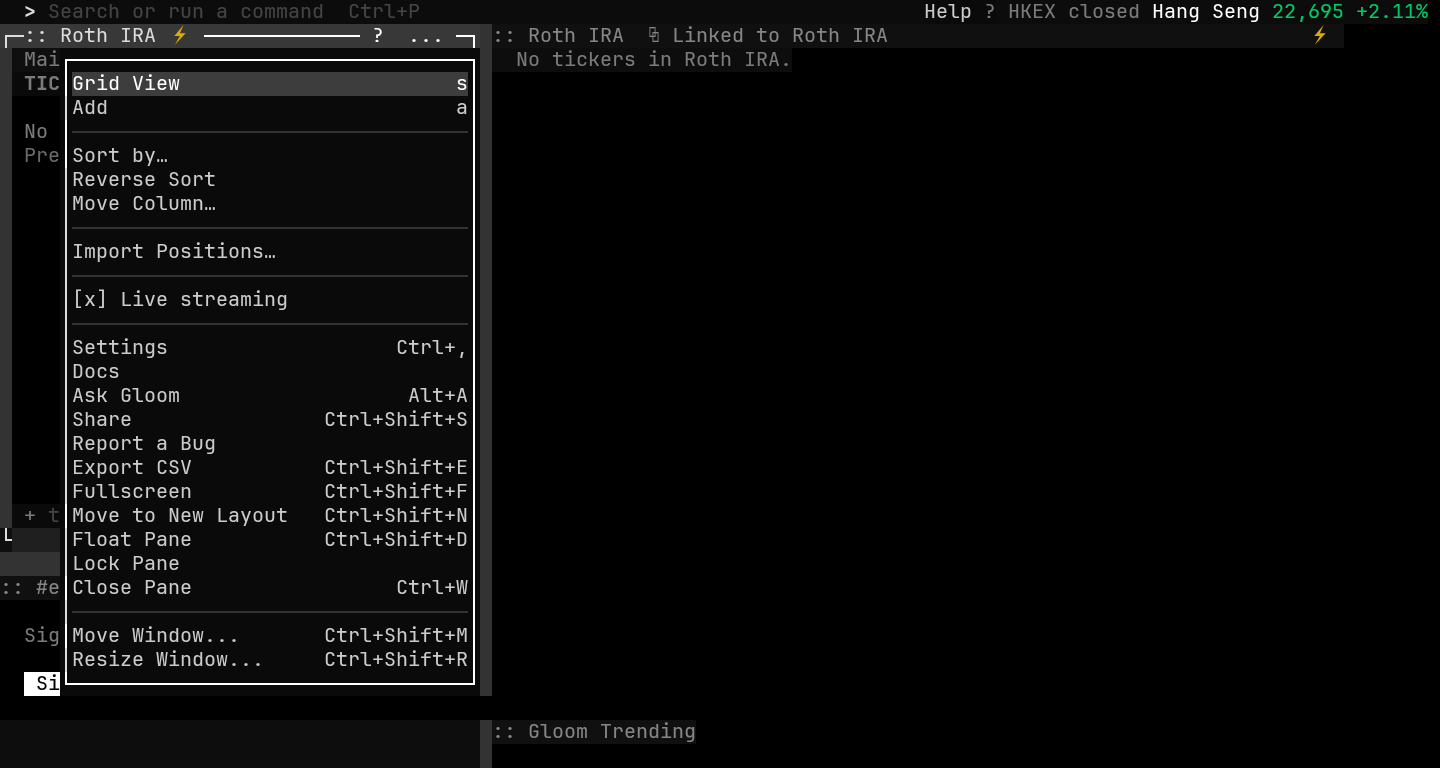 > Search or run a command  Ctrl+P Help ? HKEX closed Hang Seng 22,695 +2.11%
:: Roth IRA ⚡ ? ... :: Roth IRA Linked to Roth IRA ⚡
Mai No tickers in Roth IRA.
TIC Grid View s
Add a
No
Pre Sort by…
Reverse Sort
Move Column…
Import Positions…
[x] Live streaming
Settings Ctrl+,
Docs
Ask Gloom Alt+A
Share Ctrl+Shift+S
Report a Bug
Export CSV Ctrl+Shift+E
Fullscreen Ctrl+Shift+F
+ t Move to New Layout Ctrl+Shift+N
Float Pane Ctrl+Shift+D
Lock Pane
:: #e Close Pane Ctrl+W
Sig Move Window... Ctrl+Shift+M
Resize Window... Ctrl+Shift+R
Si
:: Gloom Trending